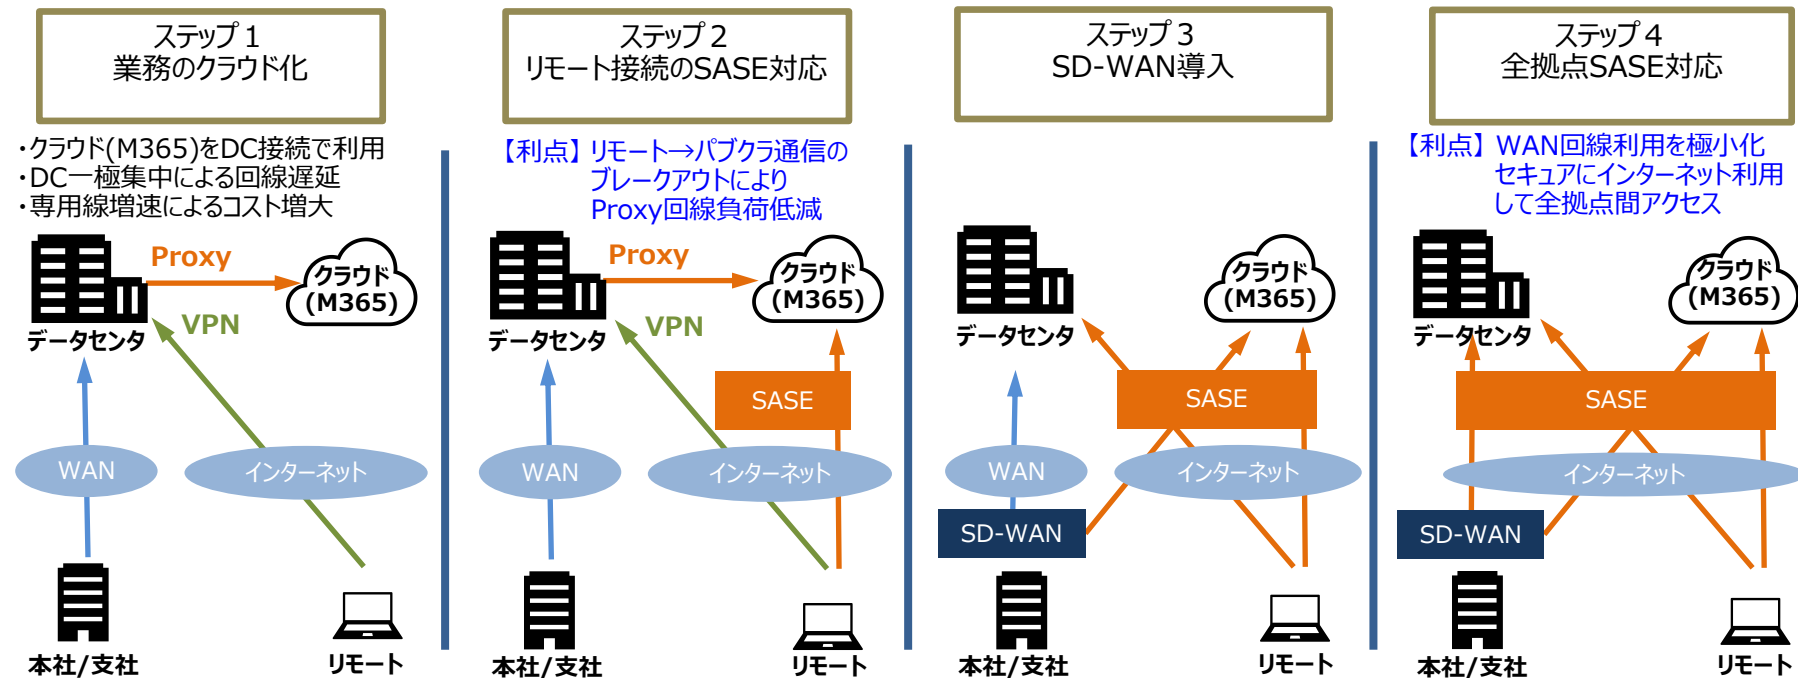 ステップ1
業務のクラウド化
・クラウド(M365)をDC接続で利用
・DC一極集中による回線遅延
・専用線増速によるコスト増大
Proxy
クラウド
(M365)
VPN
データセンタ
WAN
インターネット
本社/支社
リモート
ステップ2
リモート接続のSASE対応
【利点】リモート→パブクラ通信の
ブレークアウトにより
Proxy回線負荷低減
Proxy
クラウド
(M365)
VPN
データセンタ
SASE
WAN
インターネット
本社/支社
リモート
ステップ3
SD-WAN導入
クラウド
(M365)
データセンタ
SASE
WAN
インターネット
SD-WAN
本社/支社
リモート
ステップ4
全拠点SASE対応
【利点】WAN回線利用を極小化
セキュアにインターネット利用
して全拠点間アクセス
クラウド
(M365)
データセンタ
SASE
インターネット
SD-WAN
本社/支社
リモート